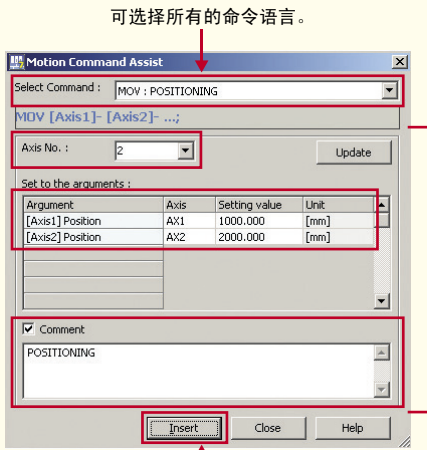 可选择所有的命令语言。
Motion Command Assist
Select Command : MOV : POSITIONING
MOV [Axis1]- [Axis2]- ...;
Axis No. : 2 Update
Set to the arguments :
Argument Axis Setting value Unit
[Axis1] Position AX1 1000.000 [mm]
[Axis2] Position AX2 2000.000 [mm]
Comment
POSITIONING
Insert Close Help